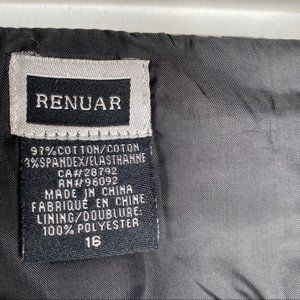 RENUAR
97%COTTON/COTON
3%SPANDEX/ELASTHANNE
CA#28792
RN#96092
MADE IN CHINA
FABRIQUÉ EN CHINE
LINING/DOUBLURE:
100% POLYESTER
16